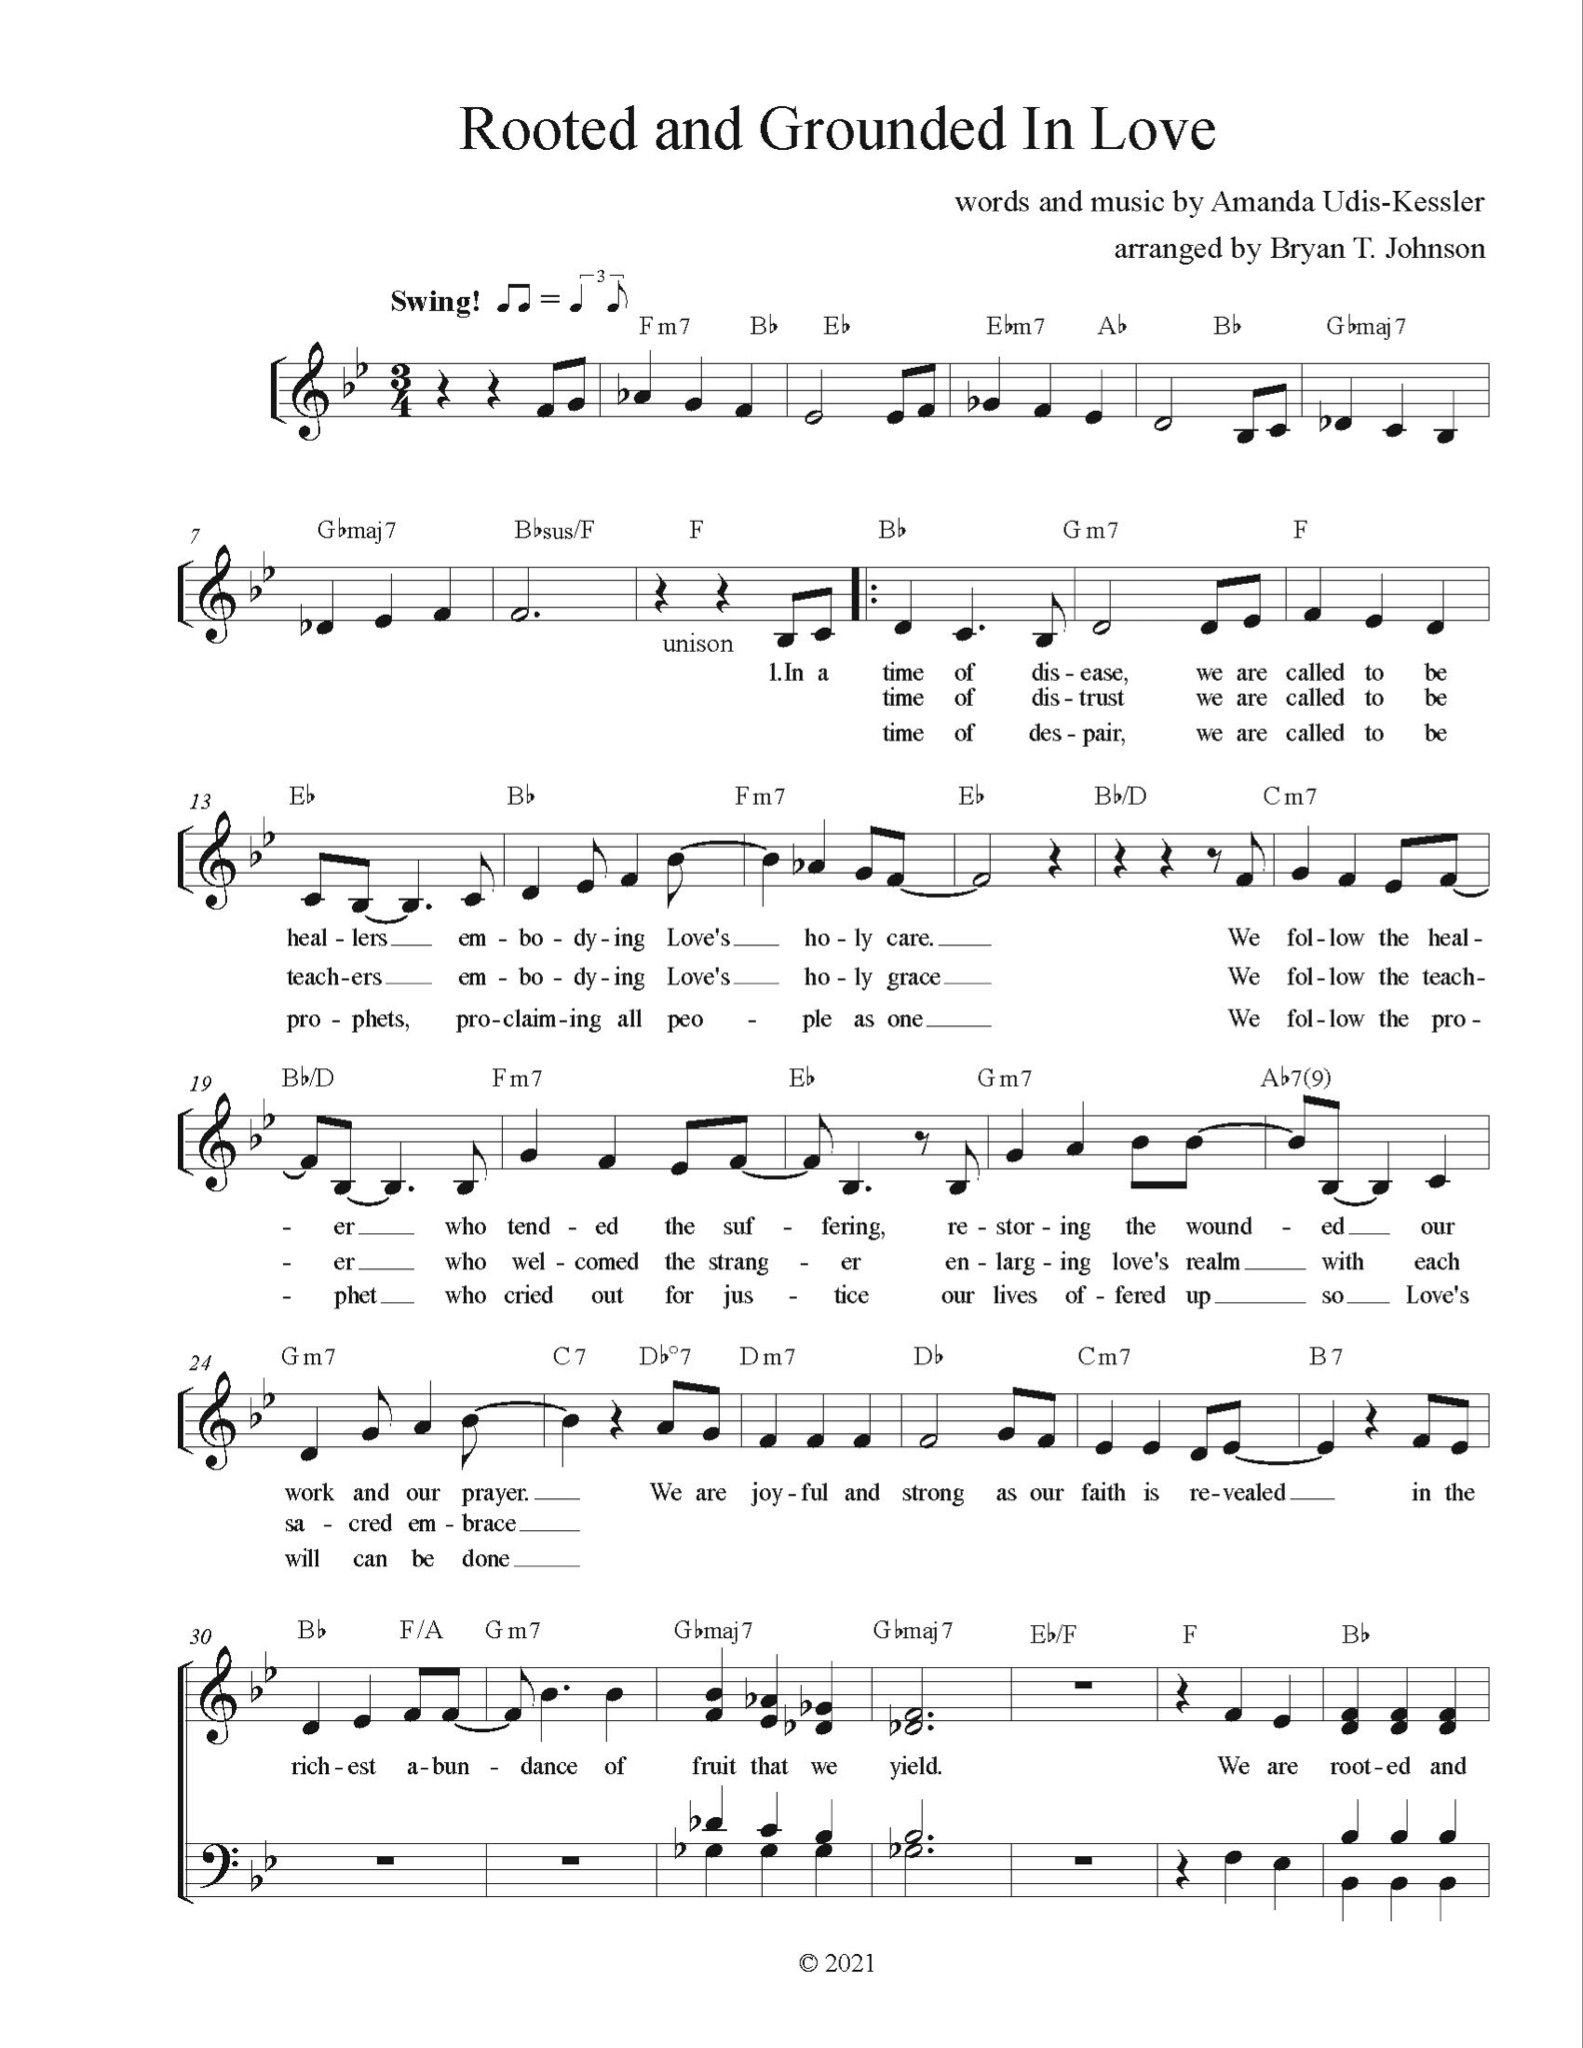 Rooted and Grounded In Love
words and music by Amanda Udis-Kessler
arranged by Bryan T. Johnson
Swing! = 3
Fm7 B♭ E♭ E♭m7 A♭ B♭ G♭maj7
3
4
7 G♭maj7 B♭sus/F F B♭ Gm7 F
unison
1.In a time of dis - ease, we are called to be
time of dis - trust we are called to be
time of des - pair, we are called to be
13 E♭ B♭ Fm7 E♭ B♭/D Cm7
heal - lers em - bo - dy - ing Love's ho - ly care. We fol - low the heal -
teach - ers em - bo - dy - ing Love's ho - ly grace We fol - low the teach -
pro - phets, pro - claim - ing all peo - ple as one We fol - low the pro -
19 B♭/D Fm7 E♭ Gm7 A♭7(9)
- er who tend - ed the suf - fering, re - stor - ing the wound - ed our
- er who wel - comed the strang - er en - larg - ing love's realm with each
- phet who cried out for jus - tice our lives of - fered up so Love's
24 Gm7 C7 D♭°7 Dm7 D♭ Cm7 B7
work and our prayer. We are joy - ful and strong as our faith is re - vealed in the
sa - cred em - brace
will can be done
30 B♭ F/A Gm7 G♭maj7 G♭maj7 E♭/F F B♭
rich - est a - bun - dance of fruit that we yield. We are root - ed and
© 2021